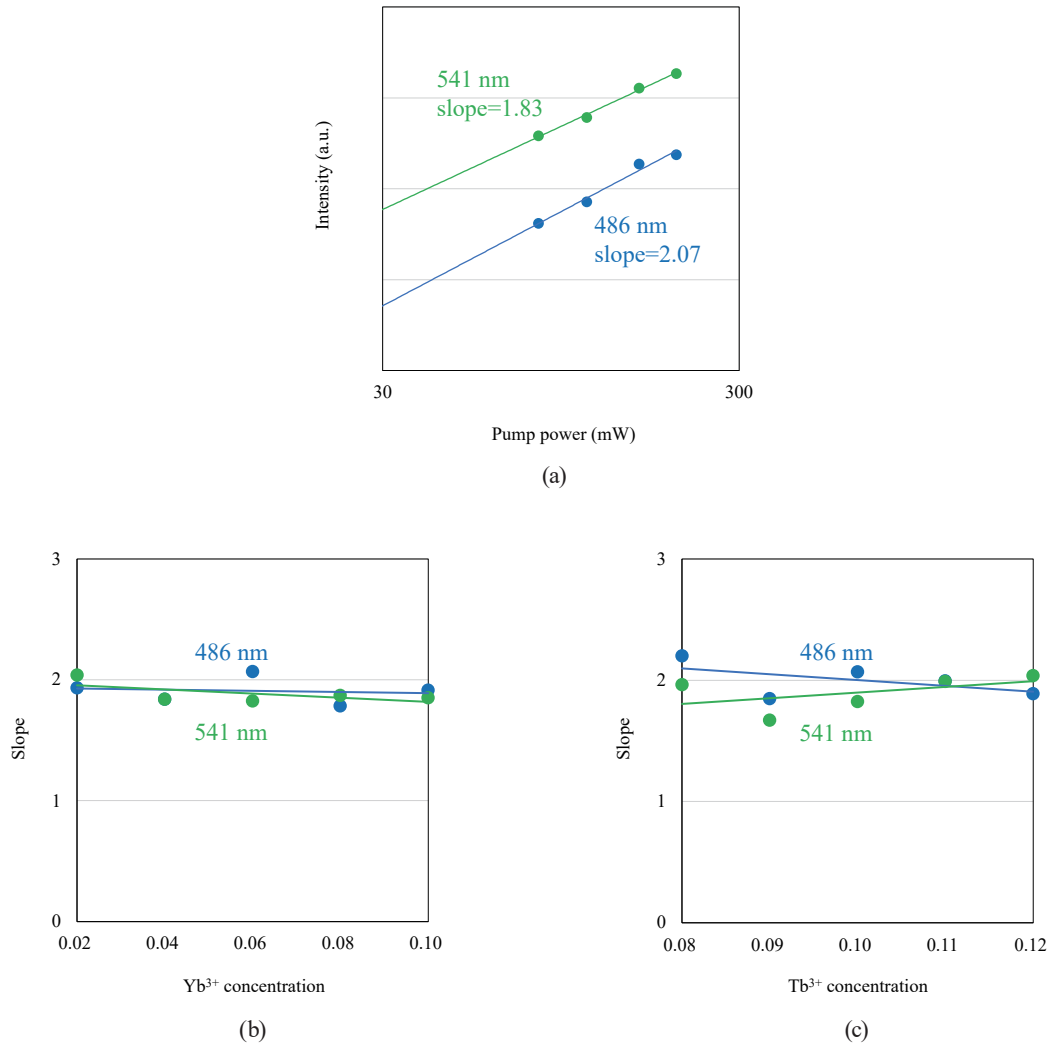 541 nm
slope=1.83
Intensity (a.u.)
486 nm
slope=2.07
30
300
Pump power (mW)
(a)
3
486 nm
2
541 nm
Slope
1
0
0.02
0.04
0.06
0.08
0.10
Yb³⁺ concentration
(b)
3
486 nm
2
541 nm
Slope
1
0
0.08
0.09
0.10
0.11
0.12
Tb³⁺ concentration
(c)